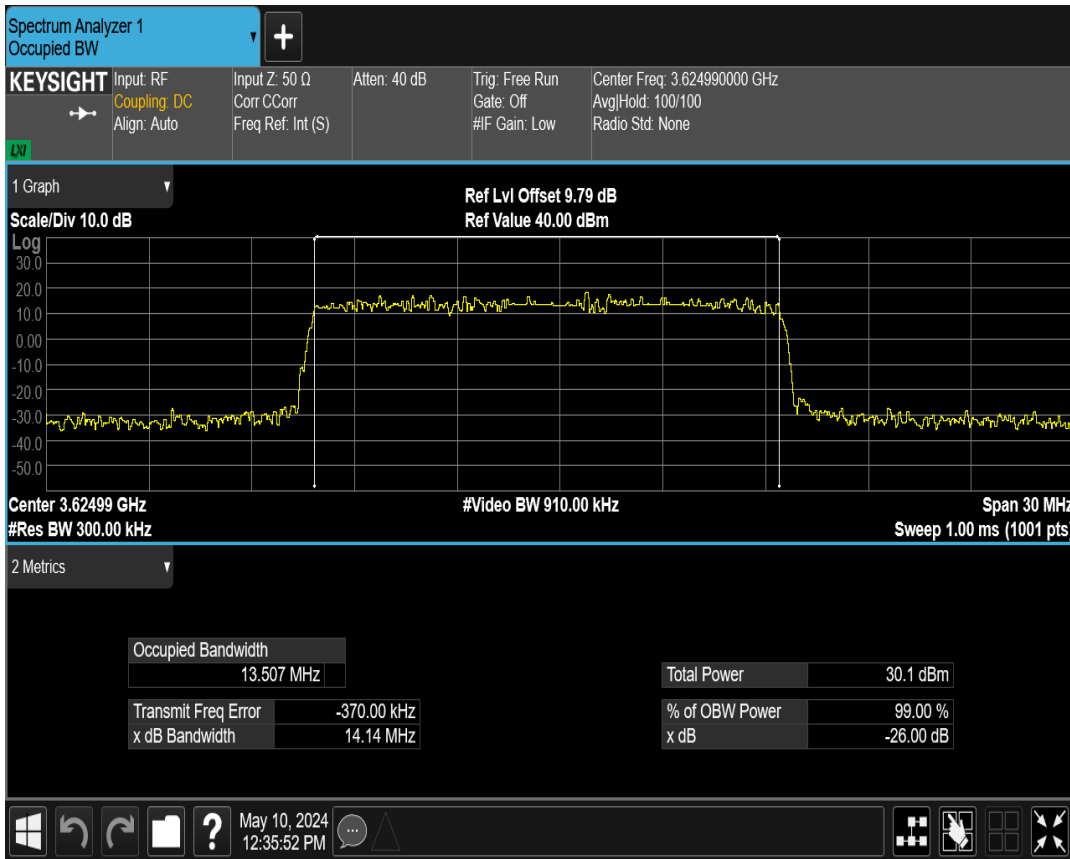 Spectrum Analyzer 1
Occupied BW
+
KEYSIGHT
LXI
Input: RF
Coupling: DC
Align: Auto
Input Z: 50 Ω
Corr CCorr
Freq Ref: Int (S)
Atten: 40 dB
Trig: Free Run
Gate: Off
#IF Gain: Low
Center Freq: 3.624990000 GHz
Avg|Hold: 100/100
Radio Std: None
1 Graph
Scale/Div 10.0 dB
Ref Lvl Offset 9.79 dB
Ref Value 40.00 dBm
Log
30.0
20.0
10.0
0.00
-10.0
-20.0
-30.0
-40.0
-50.0
Center 3.62499 GHz
#Video BW 910.00 kHz
Span 30 MHz
#Res BW 300.00 kHz
Sweep 1.00 ms (1001 pts)
2 Metrics
Occupied Bandwidth
13.507 MHz
Total Power 30.1 dBm
Transmit Freq Error -370.00 kHz
% of OBW Power 99.00 %
x dB Bandwidth 14.14 MHz
x dB -26.00 dB
?
May 10, 2024
12:35:52 PM